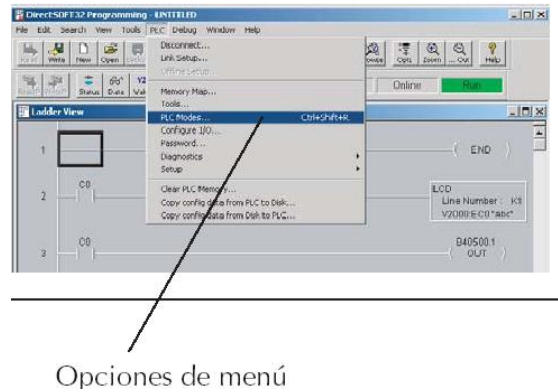 DirectSOFT32 Programming - UNTITLED
File Edit Search View Tools PLC Debug Window Help
Read Write New Open Browse Opts Zoom ... Out Help
Status Data Online Run
Ladder View
Disconnect...
Link Setup...
Offline Setup...
Memory Map...
Tools...
PLC Modes... Ctrl+Shift+R
Configure I/O...
Password...
Diagnostics
Setup
Clear PLC Memory...
Copy config data from PLC to Disk...
Copy config data from Disk to PLC...
1 END
2 C0 LCD
Line Number: K1
V2000:EC0 "abc"
3 C0 B40500.1
OUT
Opciones de menú